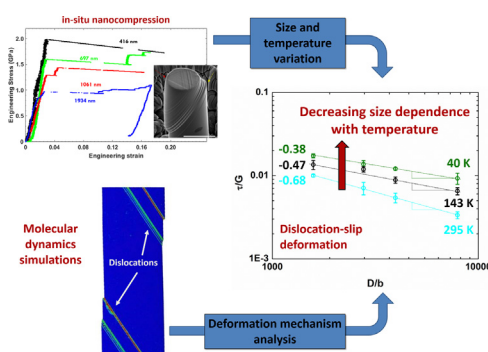 in-situ nanocompression
Engineering Stress (GPa)
2.0
1.5
1.0
0.5
0.0
0.00
0.04
0.08
0.12
0.16
0.20
Engineering strain
416 nm
697 nm
1061 nm
1934 nm
Size and
temperature
variation
Decreasing size dependence
with temperature
τ/G
0.1
0.01
1E-3
-0.38
-0.47
-0.68
40 K
143 K
295 K
Dislocation-slip
deformation
1000
10000
D/b
Molecular
dynamics
simulations
Dislocations
Deformation mechanism
analysis